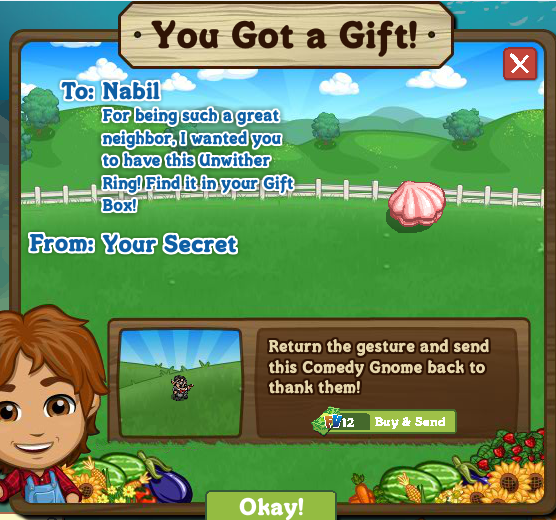 · You Got a Gift! ·
To: Nabil
For being such a great
neighbor, I wanted you
to have this Unwither
Ring! Find it in your Gift
Box!
From: Your Secret
Return the gesture and send
this Comedy Gnome back to
thank them!
FV 12 Buy & Send
Okay!